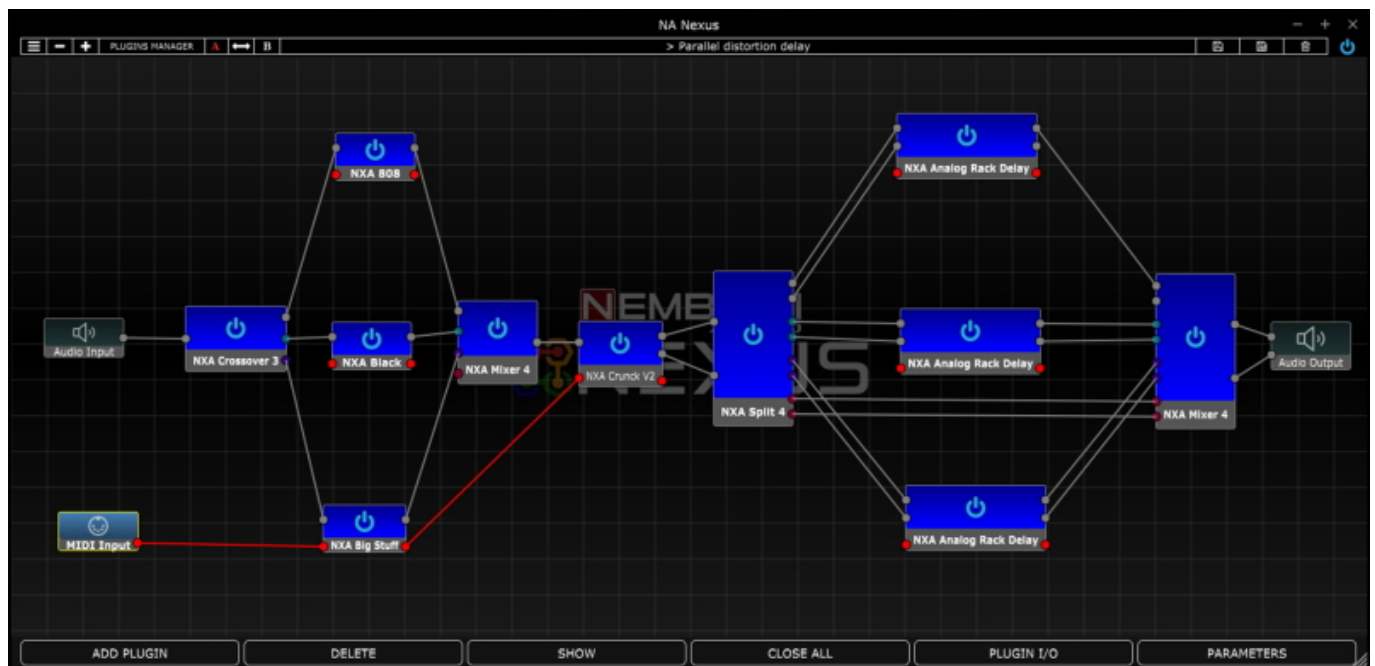 NA Nexus
PLUGINS MANAGER A B > Parallel distortion delay
NXA 808
NXA Analog Rack Delay
Audio Input
NXA Crossover 3
NXA Black
NXA Mixer 4
NXA Crunck V2
NEXUS
NXA Split 4
NXA Analog Rack Delay
NXA Mixer 4
Audio Output
MIDI Input
NXA Big Stuff
NXA Analog Rack Delay
ADD PLUGIN DELETE SHOW CLOSE ALL PLUGIN I/O PARAMETERS